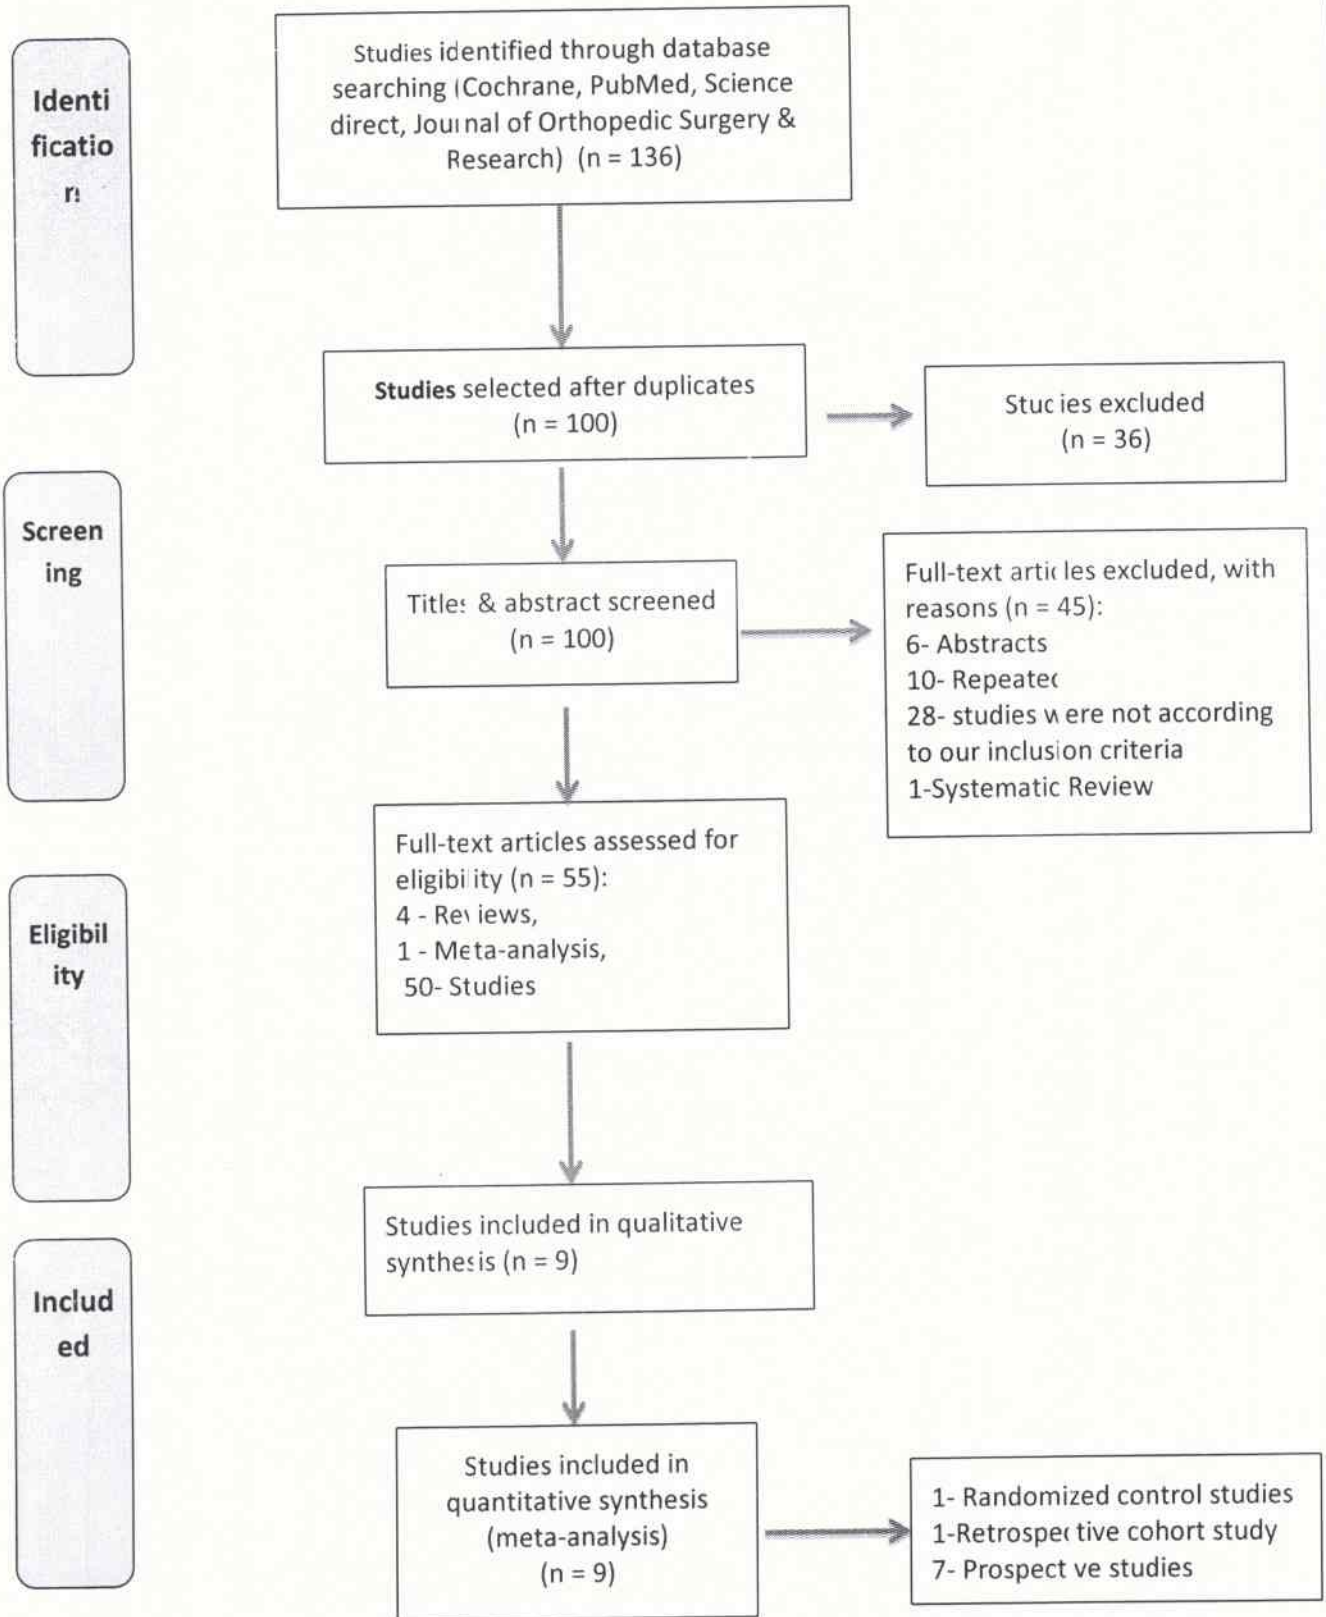 Identi
ficatio
n
Studies identified through database
searching (Cochrane, PubMed, Science
direct, Journal of Orthopedic Surgery &
Research) (n = 136)
Studies selected after duplicates
(n = 100)
Studies excluded
(n = 36)
Screen
ing
Titles & abstract screened
(n = 100)
Full-text articles excluded, with
reasons (n = 45):
6- Abstracts
10- Repeated
28- studies were not according
to our inclusion criteria
1-Systematic Review
Eligibil
ity
Full-text articles assessed for
eligibility (n = 55):
4 - Reviews,
1 - Meta-analysis,
50- Studies
Includ
ed
Studies included in qualitative
synthesis (n = 9)
Studies included in
quantitative synthesis
(meta-analysis)
(n = 9)
1- Randomized control studies
1-Retrospective cohort study
7- Prospective studies